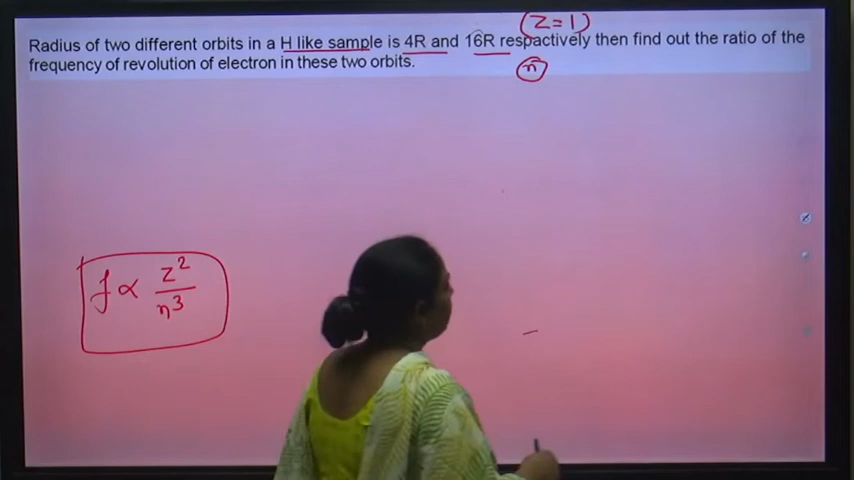 (Z=1)
Radius of two different orbits in a H like sample is 4R and 16R respactively then find out the ratio of the
frequency of revolution of electron in these two orbits.
n
f ∝ z²/n³